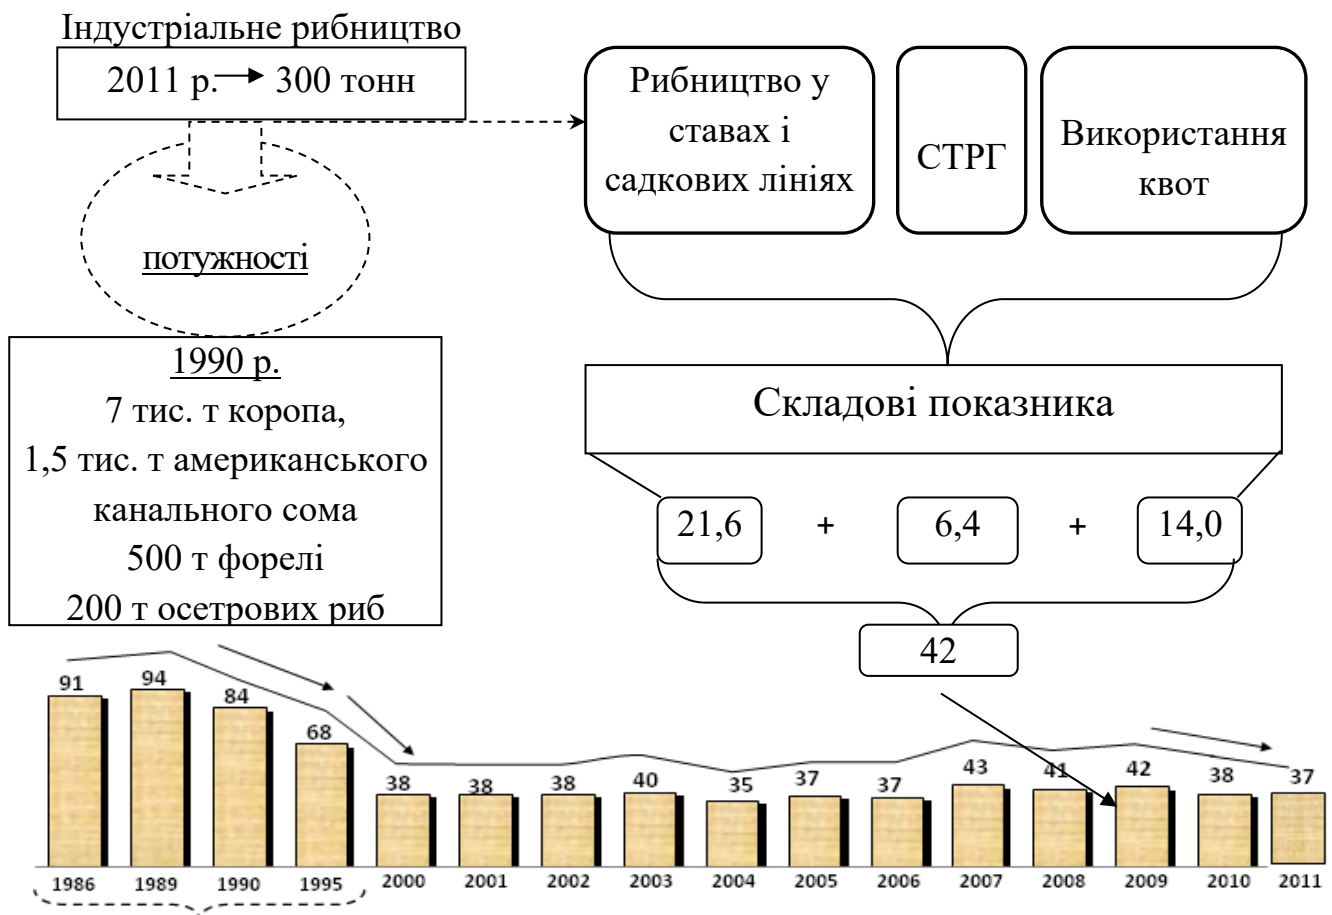 Індустріальне рибництво
2011 р. 300 тонн
потужності
1990 р.
7 тис. т коропа,
1,5 тис. т американського
канального сома
500 т форелі
200 т осетрових риб
Рибництво у
ставах і
садкових лініях
СТРГ
Використання
квот
Складові показника
21,6 + 6,4 + 14,0
42
91 94 84 68 38 38 38 40 35 37 37 43 41 42 38 37
1986 1989 1990 1995 2000 2001 2002 2003 2004 2005 2006 2007 2008 2009 2010 2011